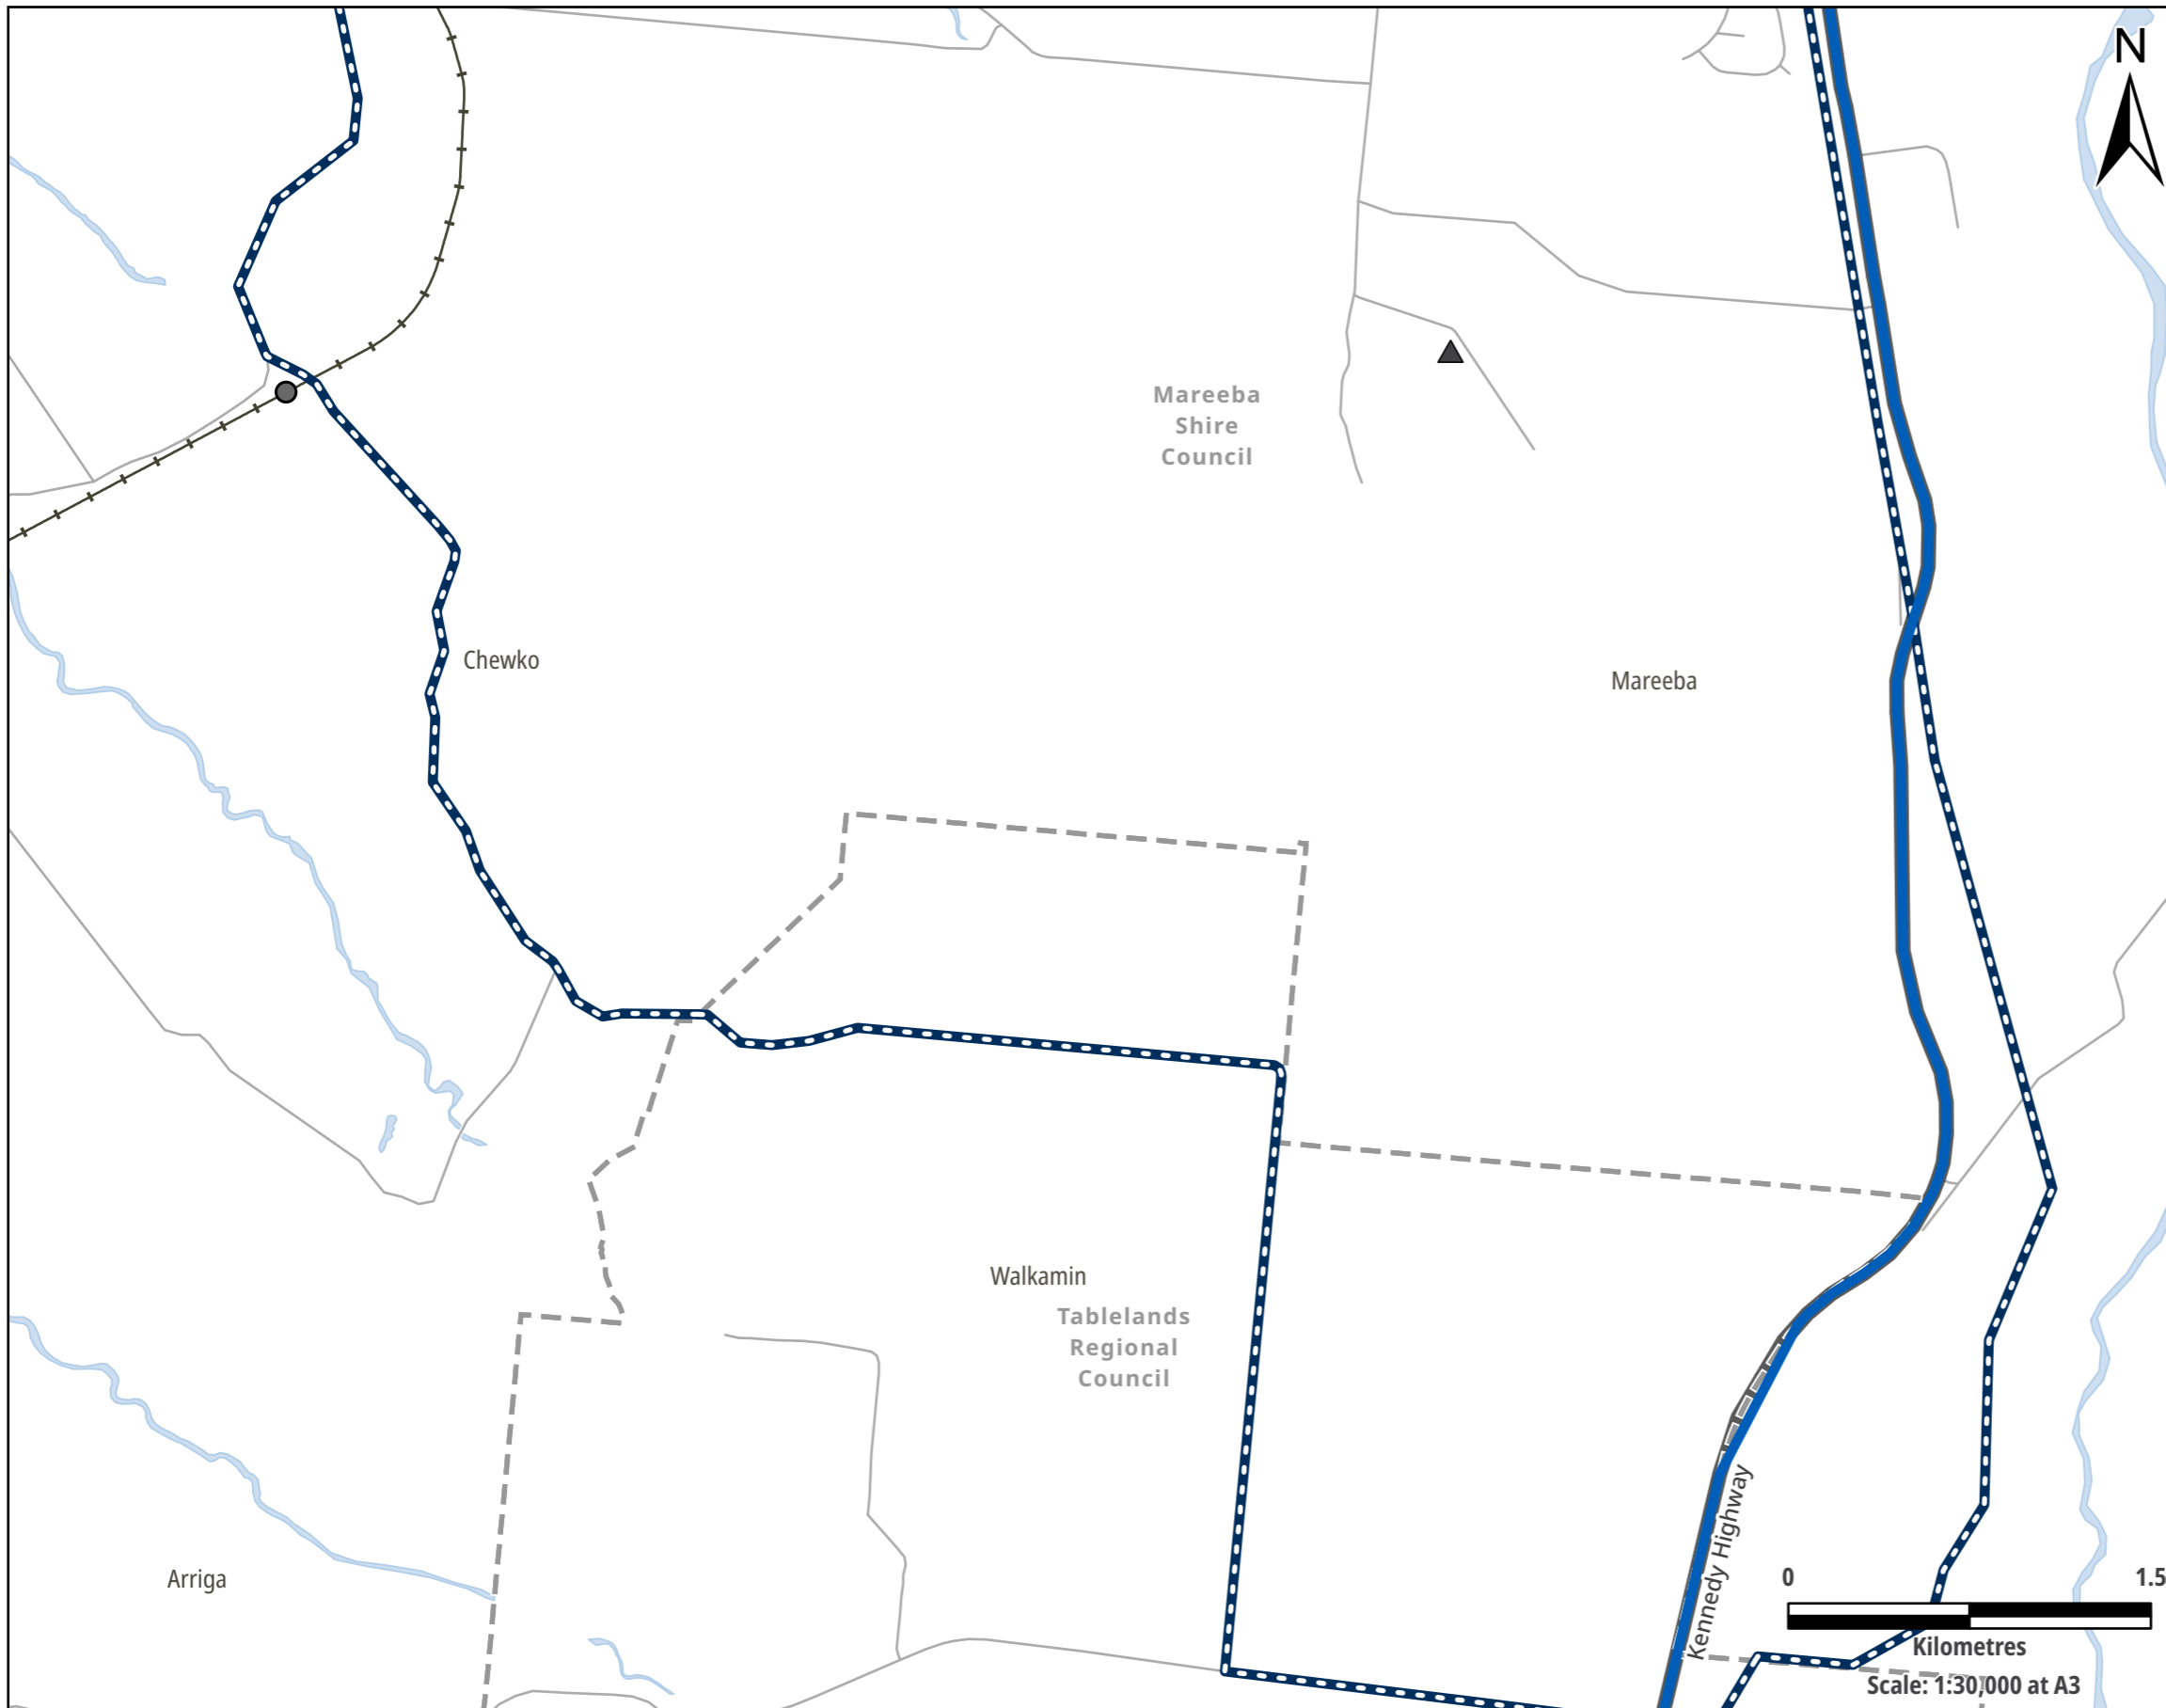 N
Mareeba
Shire
Council
Chewko
Mareeba
Walkamin
Tablelands
Regional
Council
Kennedy Highway
Arriga
0
1.5
Kilometres
Scale: 1:30,000 at A3